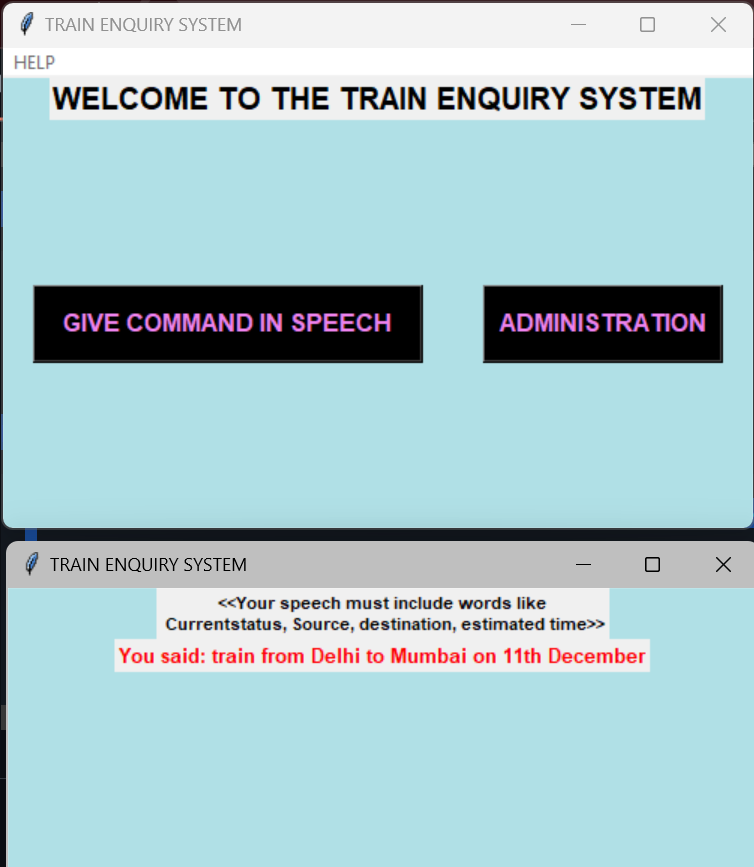 TRAIN ENQUIRY SYSTEM
HELP
WELCOME TO THE TRAIN ENQUIRY SYSTEM
GIVE COMMAND IN SPEECH
ADMINISTRATION
TRAIN ENQUIRY SYSTEM
<<Your speech must include words like
Currentstatus, Source, destination, estimated time>>
You said: train from Delhi to Mumbai on 11th December